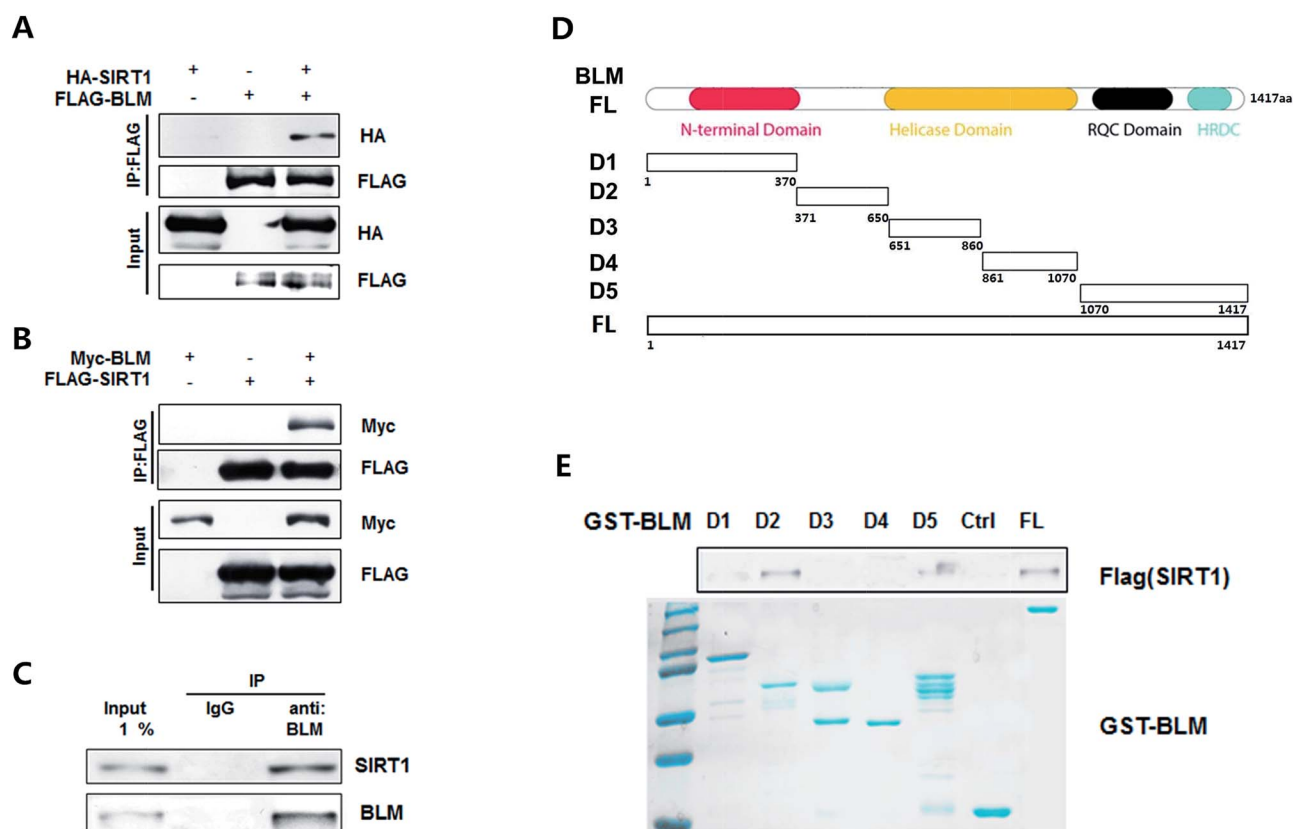 A
HA-SIRT1 + - +
FLAG-BLM - + +
IP:FLAG
HA
FLAG
Input
HA
FLAG
B
Myc-BLM + - +
FLAG-SIRT1 - + +
IP:FLAG
Myc
FLAG
Input
Myc
FLAG
C
IP
Input IgG anti:
1 % BLM
SIRT1
BLM
D
BLM
FL 1417aa
N-terminal Domain Helicase Domain RQC Domain HRDC
D1
1 370
D2
371 650
D3
651 860
D4
861 1070
D5
1070 1417
FL
1 1417
E
GST-BLM D1 D2 D3 D4 D5 Ctrl FL
Flag(SIRT1)
GST-BLM